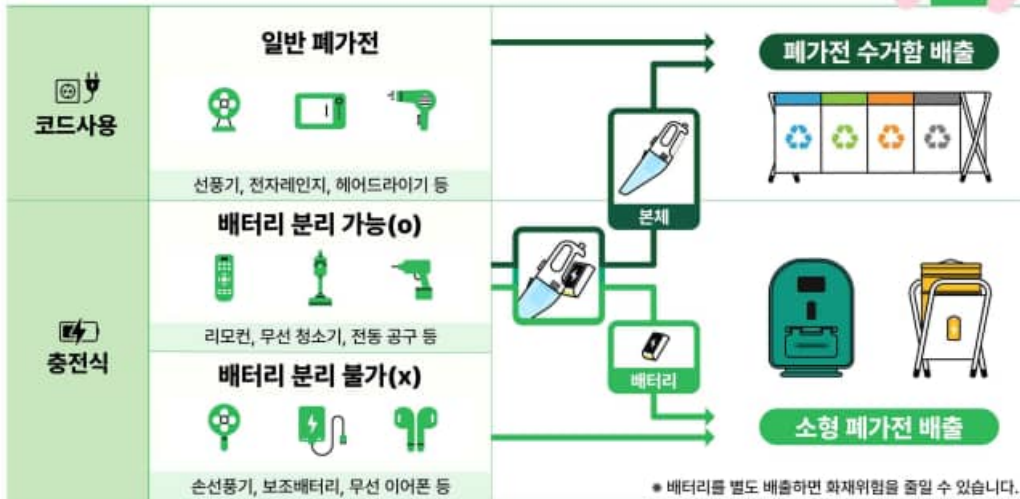 코드사용
일반 폐가전
선풍기, 전자레인지, 헤어드라이기 등
폐가전 수거함 배출
본체
충전식
배터리 분리 가능(o)
리모컨, 무선 청소기, 전동 공구 등
배터리
배터리 분리 불가(x)
손선풍기, 보조배터리, 무선 이어폰 등
소형 폐가전 배출
* 배터리를 별도 배출하면 화재위험을 줄일 수 있습니다.